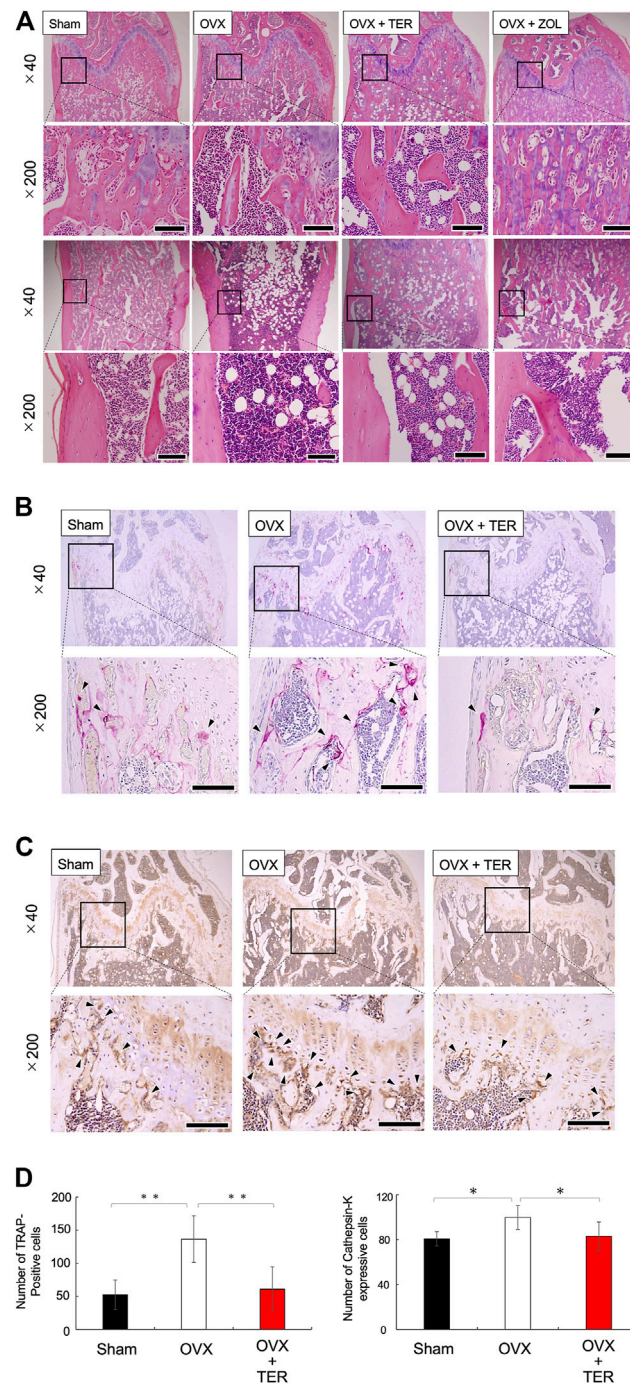 A
Sham
OVX
OVX + TER
OVX + ZOL
×40
×200
×40
×200
B
Sham
OVX
OVX + TER
×40
×200
C
Sham
OVX
OVX + TER
×40
×200
D
Number of TRAP-
Positive cells
200
150
100
50
0
* *
* *
Sham
OVX
OVX
+
TER
Number of Cathepsin-K
expressive cells
120
80
40
0
*
*
Sham
OVX
OVX
+
TER